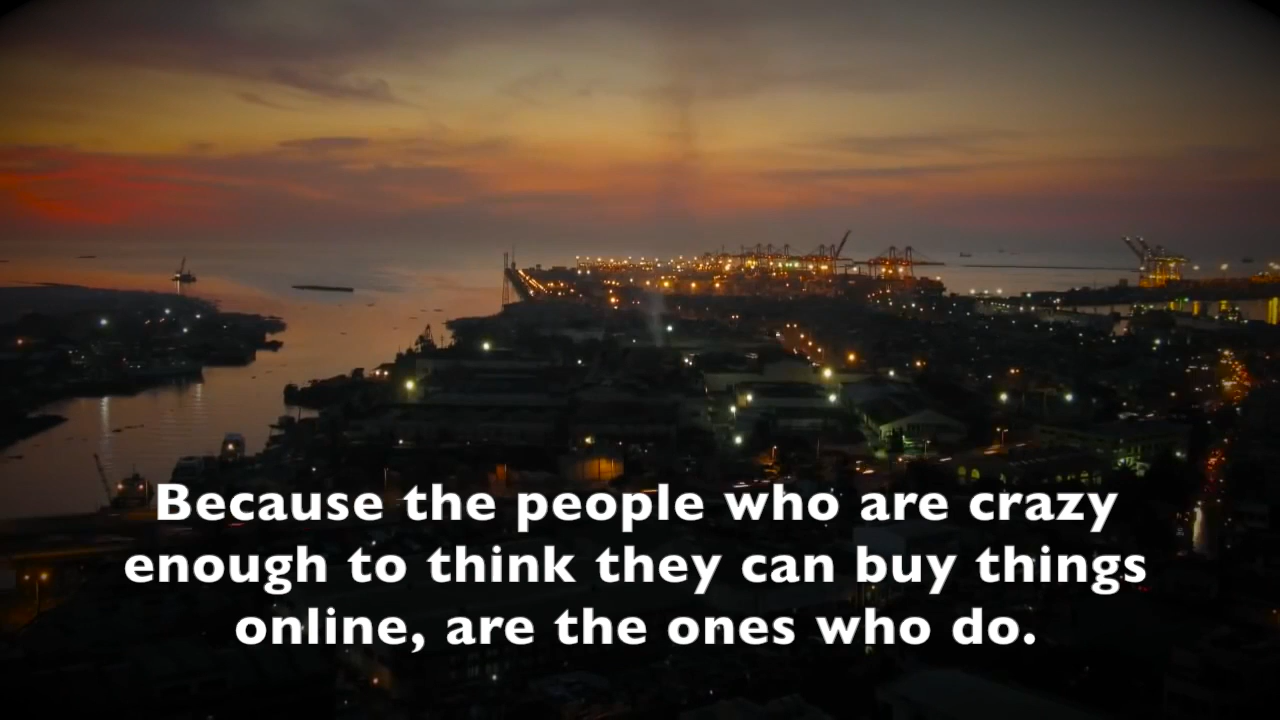 Because the people who are crazy
enough to think they can buy things
online, are the ones who do.